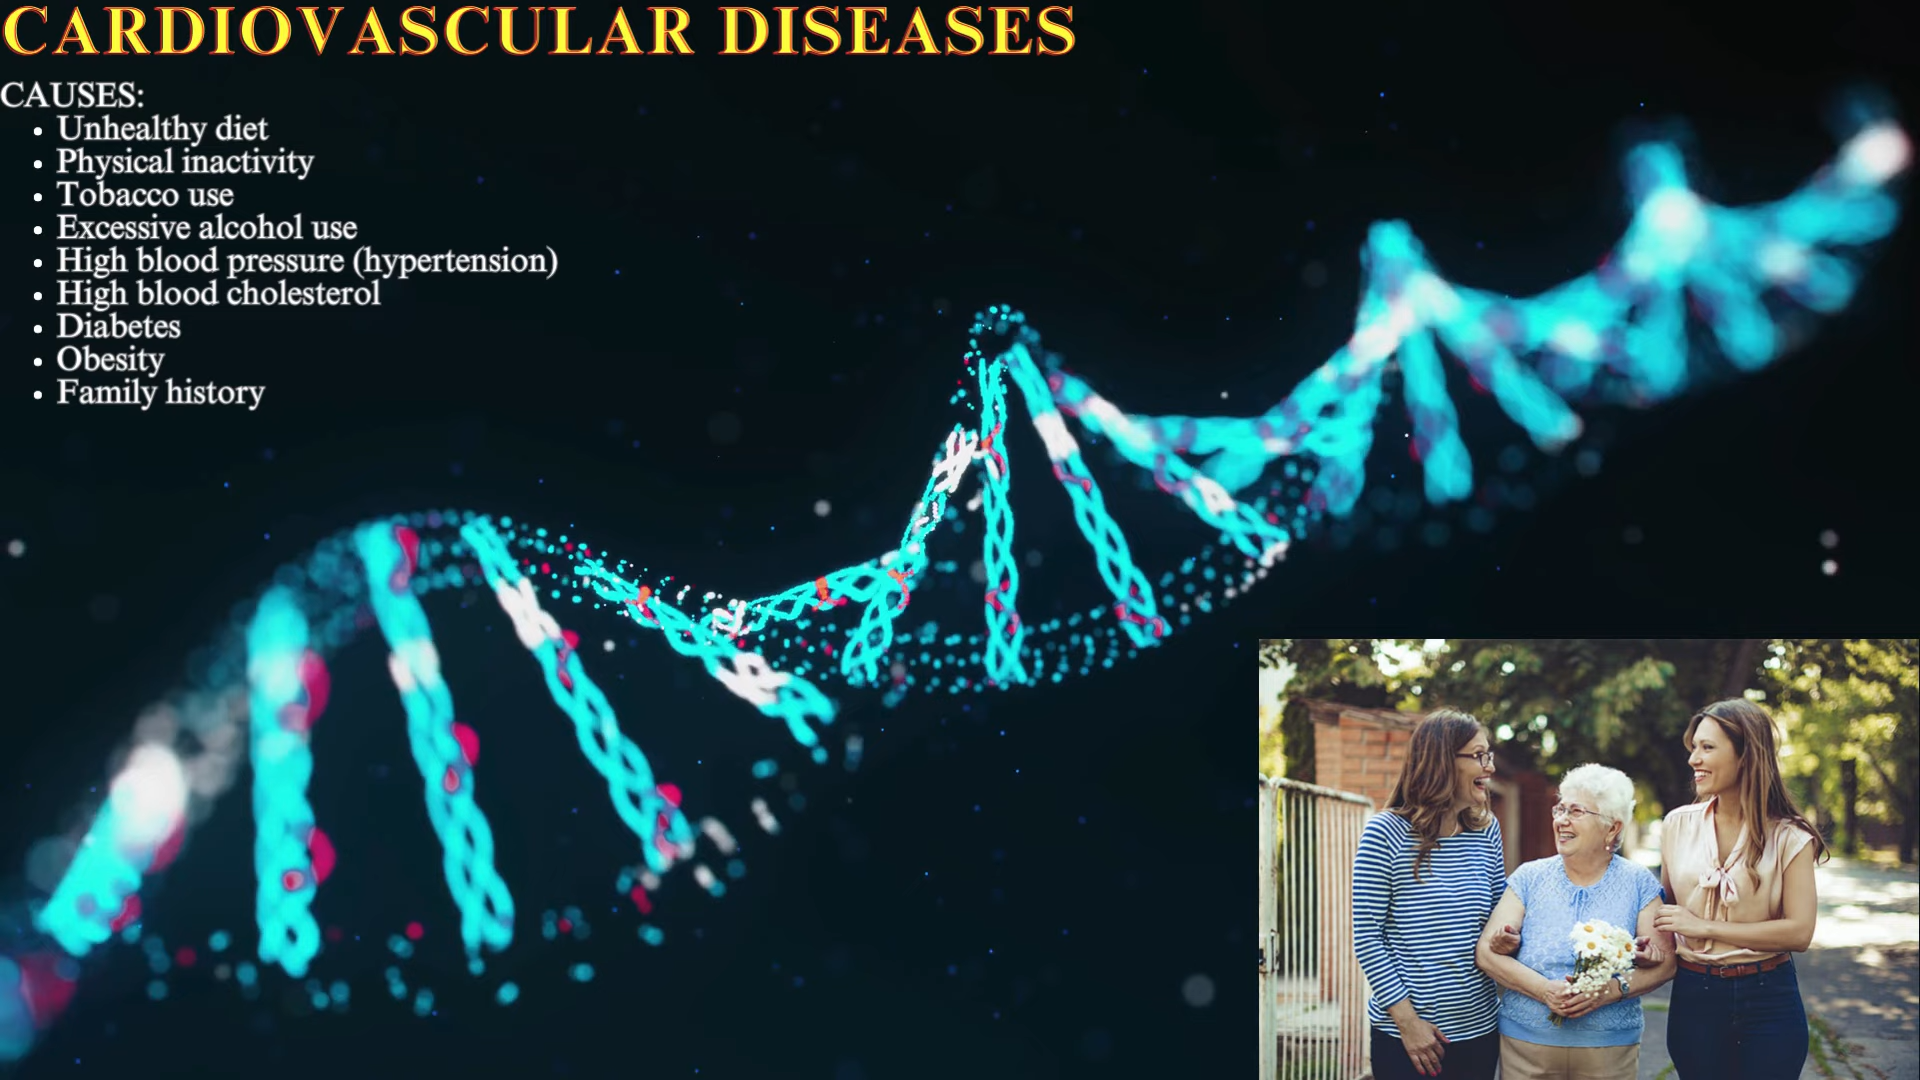 CARDIOVASCULAR DISEASES
CAUSES:
• Unhealthy diet
• Physical inactivity
• Tobacco use
• Excessive alcohol use
• High blood pressure (hypertension)
• High blood cholesterol
• Diabetes
• Obesity
• Family history